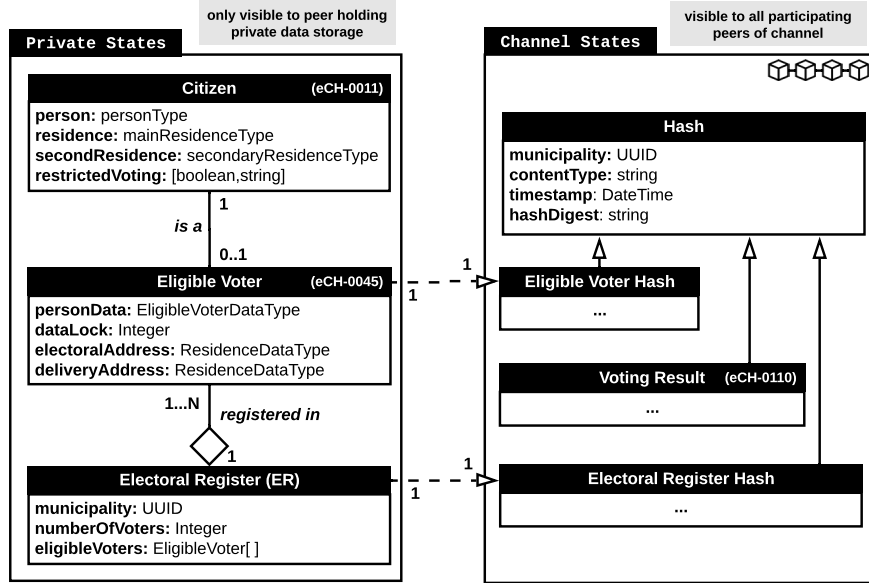 only visible to peer holding
private data storage
Private States
Citizen (eCH-0011)
person: personType
residence: mainResidenceType
secondResidence: secondaryResidenceType
restrictedVoting: [boolean,string]
1
is a
0..1
Eligible Voter (eCH-0045)
personData: EligibleVoterDataType
dataLock: Integer
electoralAddress: ResidenceDataType
deliveryAddress: ResidenceDataType
1...N
registered in
1
Electoral Register (ER)
municipality: UUID
numberOfVoters: Integer
eligibleVoters: EligibleVoter[ ]
1
1
1
1
visible to all participating
peers of channel
Channel States
Hash
municipality: UUID
contentType: string
timestamp: DateTime
hashDigest: string
Eligible Voter Hash
...
Voting Result (eCH-0110)
...
Electoral Register Hash
...